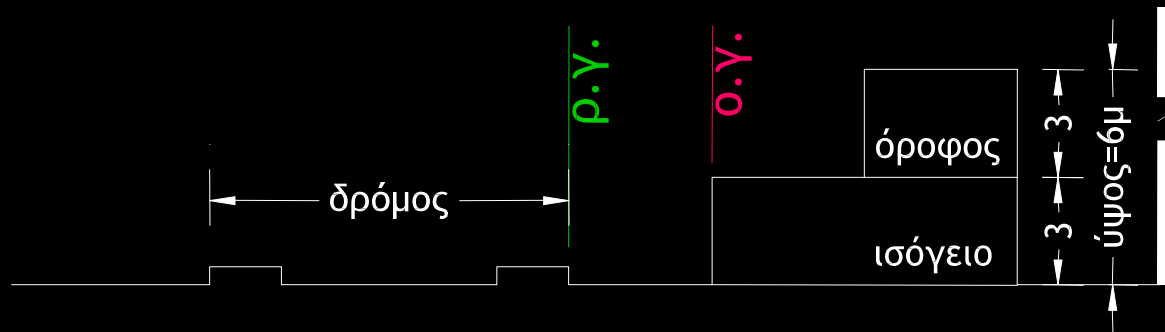 ρ.γ.
ο.γ.
δρόμος
όροφος
ισόγειο
3
3
ύψος=6μ